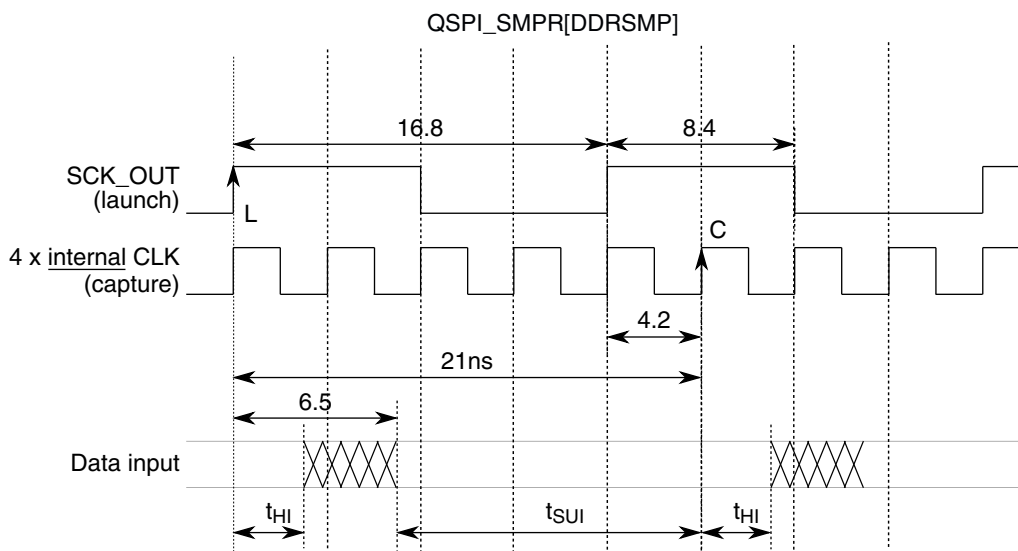 QSPI_SMPR[DDRSMP]
16.8
8.4
SCK_OUT
(launch)
L
C
4 x internal CLK
(capture)
4.2
21ns
6.5
Data input
tHI
tSUI
tHI